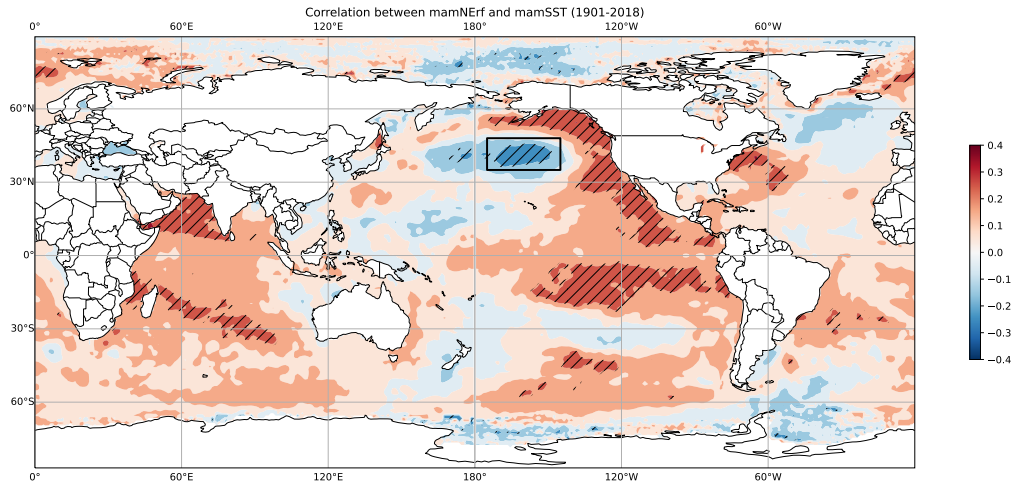 Correlation between mamNErf and mamSST (1901-2018)
0° 60°E 120°E 180° 120°W 60°W
60°N
30°N
0°
30°S
60°S
0° 60°E 120°E 180° 120°W 60°W
0.4
0.3
0.2
0.1
0.0
−0.1
−0.2
−0.3
−0.4